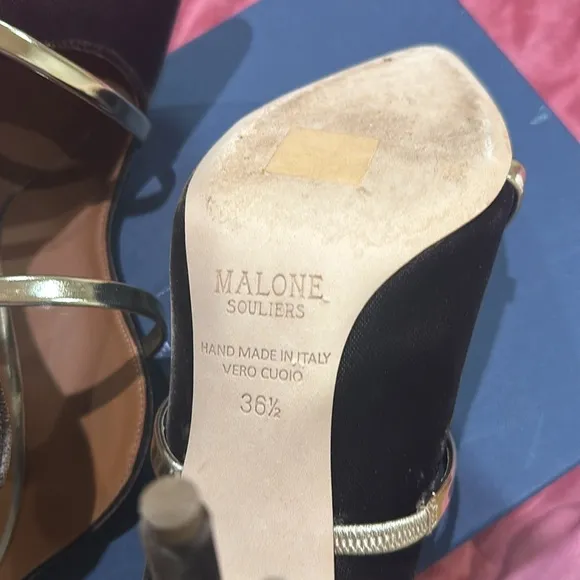 MALONE
SOULIERS
HAND MADE IN ITALY
VERO CUOIO
36½